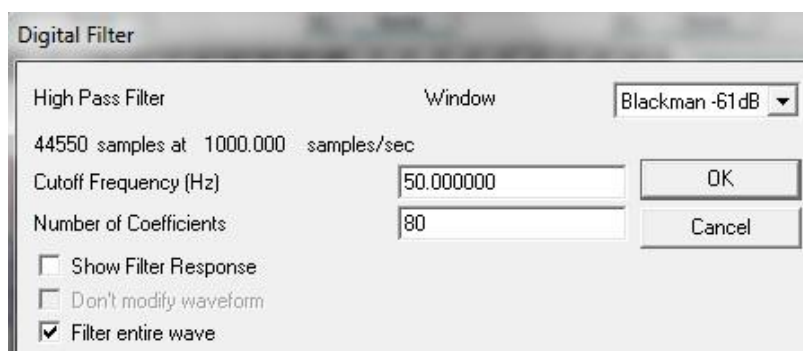 Digital Filter
High Pass Filter Window Blackman -61dB
44550 samples at 1000.000 samples/sec
Cutoff Frequency (Hz) 50.000000 OK
Number of Coefficients 80 Cancel
Show Filter Response
Don't modify waveform
Filter entire wave